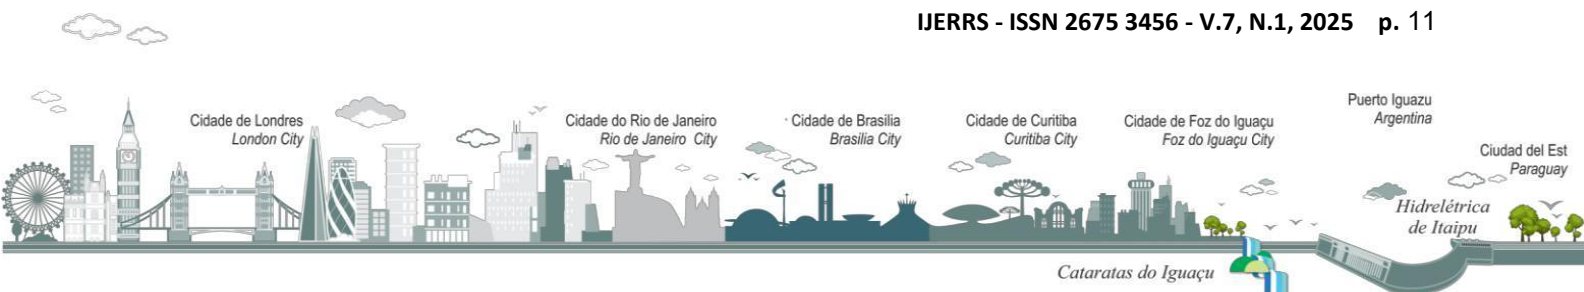 IJERRS - ISSN 2675 3456 - V.7, N.1, 2025 p. 11
Cidade de Londres
London City
Cidade do Rio de Janeiro
Rio de Janeiro City
Cidade de Brasilia
Brasilia City
Cidade de Curitiba
Curitiba City
Cidade de Foz do Iguaçu
Foz do Iguaçu City
Puerto Iguazu
Argentina
Ciudad del Est
Paraguay
Hidrelétrica
de Itaipu
Cataratas do Iguaçu